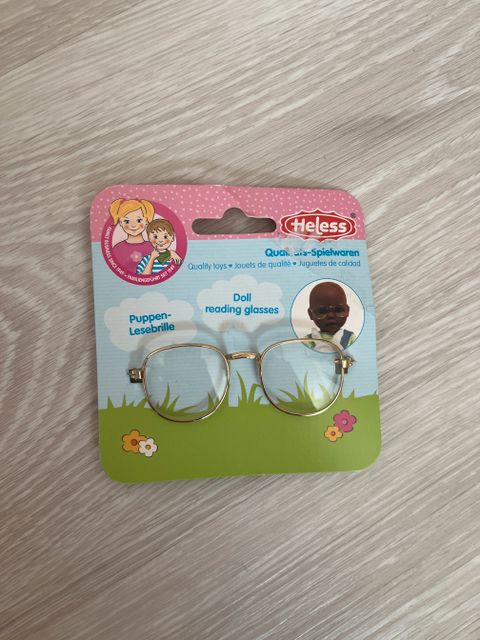 Heless
Qualitäts-Spielwaren
Quality toys • Jouets de qualité • Juguetes de calidad
Doll
reading glasses
Puppen-
Lesebrille